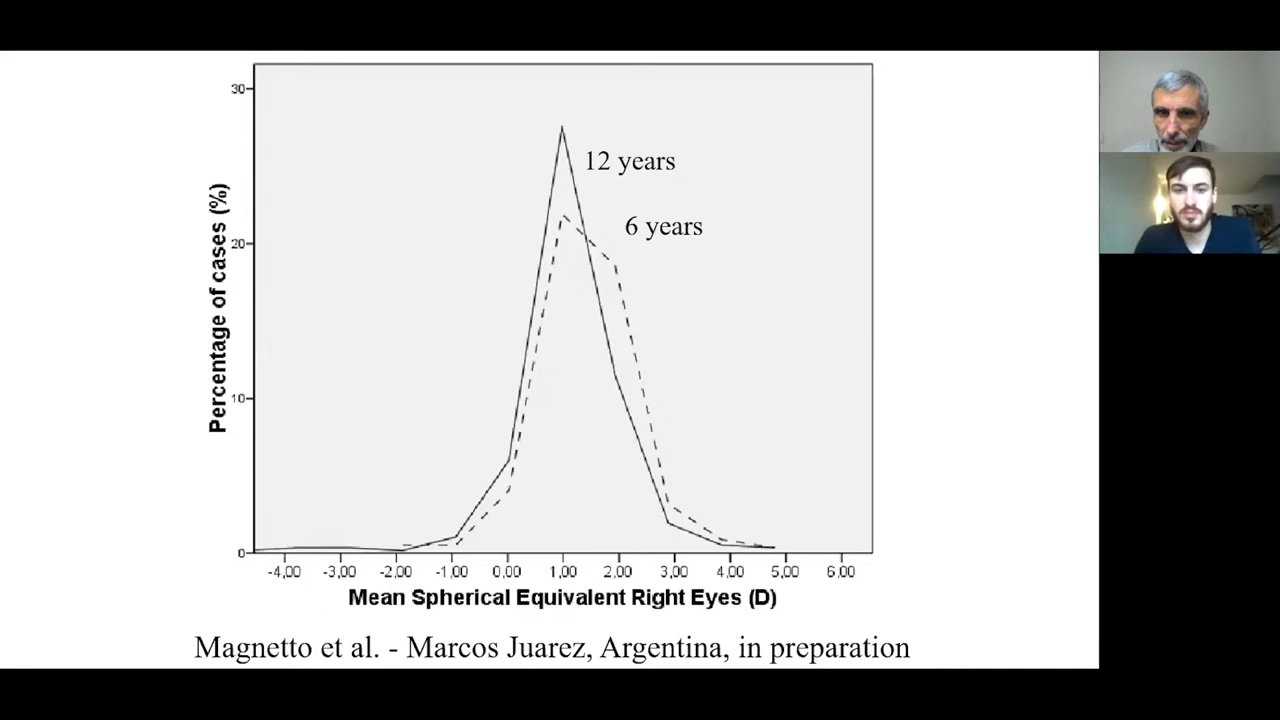 30
20
10
0
Percentage of cases (%)
12 years
6 years
-4,00 -3,00 -2,00 -1,00 0,00 1,00 2,00 3,00 4,00 5,00 6,00
Mean Spherical Equivalent Right Eyes (D)
Magnetto et al. - Marcos Juarez, Argentina, in preparation